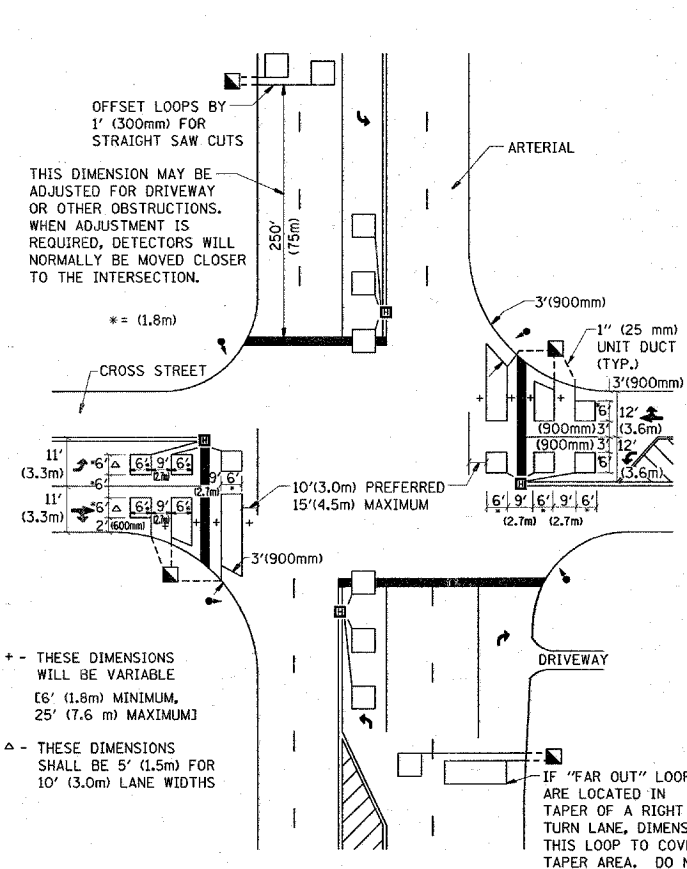 OFFSET LOOPS BY
1' (300mm) FOR
STRAIGHT SAW CUTS
ARTERIAL
THIS DIMENSION MAY BE
ADJUSTED FOR DRIVEWAY
OR OTHER OBSTRUCTIONS.
WHEN ADJUSTMENT IS
REQUIRED, DETECTORS WILL
NORMALLY BE MOVED CLOSER
TO THE INTERSECTION.
250'
(75m)
* = (1.8m)
3'(900mm)
1" (25 mm)
UNIT DUCT
(TYP.)
CROSS STREET
3'(900mm)
*6' 12'
(900mm) 3' (3.6m)
(900mm) 3' 12'
*6' (3.6m)
11'
(3.3m)
*6' △ 6' 9' 6'
(2.7m)
*6'
9' 6'
(2.7m)
11'
(3.3m)
*6' △ 6' 9' 6'
(2.7m)
2' (600mm)
10'(3.0m) PREFERRED
15'(4.5m) MAXIMUM
6' 9' 6' 9' 6'
(2.7m) (2.7m)
3'(900mm)
+ - THESE DIMENSIONS
WILL BE VARIABLE
[6' (1.8m) MINIMUM,
25' (7.6 m) MAXIMUM]
DRIVEWAY
△ - THESE DIMENSIONS
SHALL BE 5' (1.5m) FOR
10' (3.0m) LANE WIDTHS
IF "FAR OUT" LOOP
ARE LOCATED IN
TAPER OF A RIGHT
TURN LANE, DIMENS
THIS LOOP TO COV
TAPER AREA. DO N